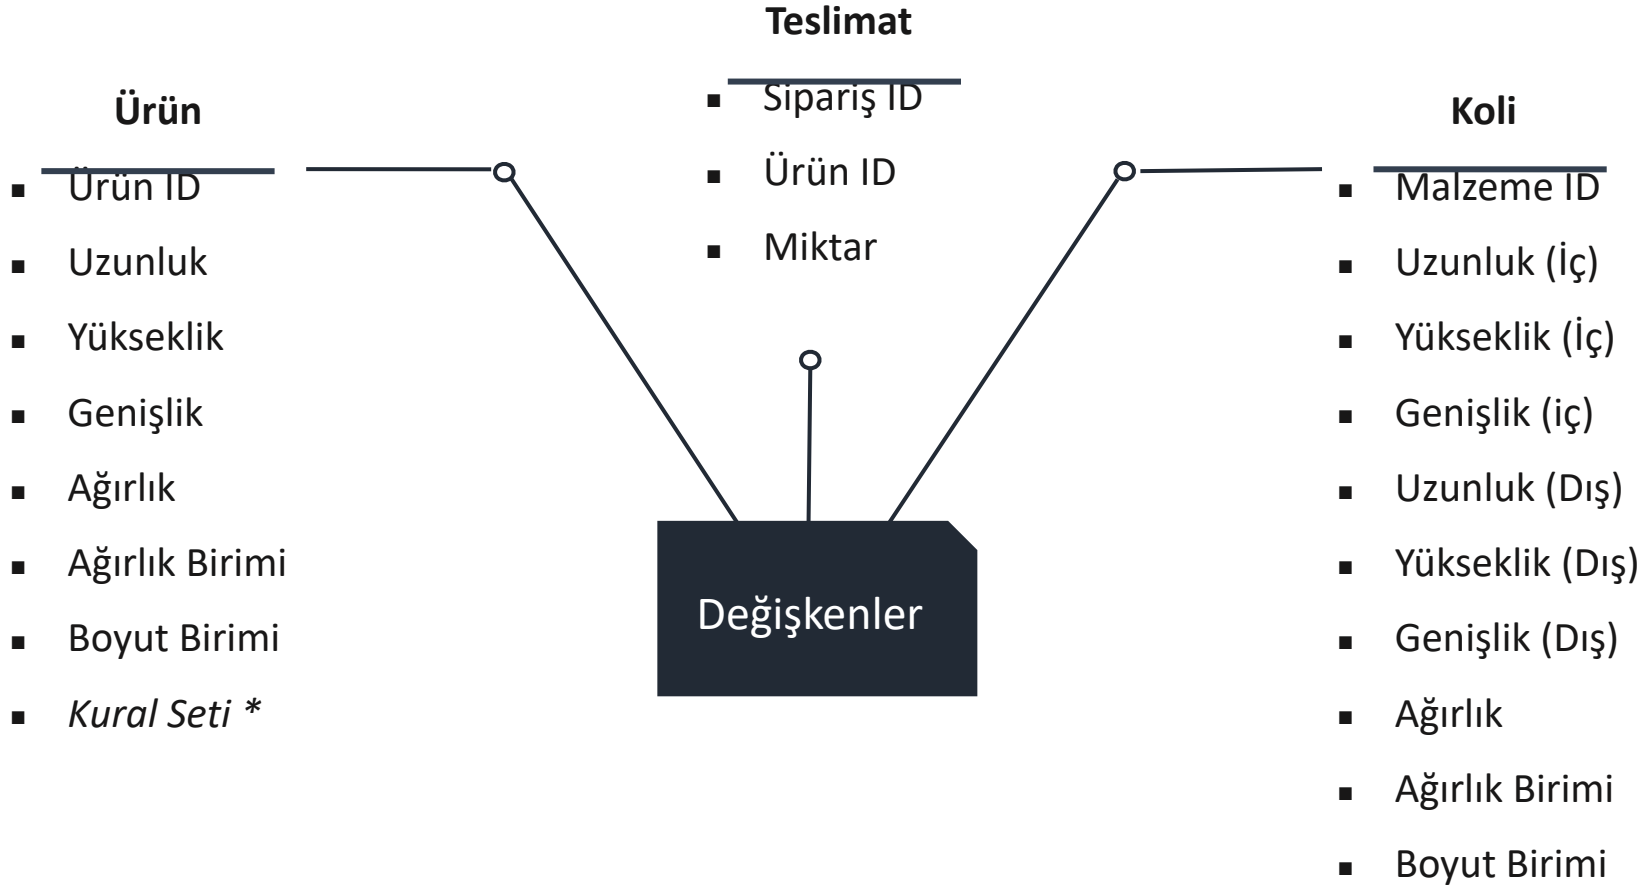 Teslimat
Sipariş ID
Ürün ID
Miktar
Ürün
Ürün ID
Uzunluk
Yükseklik
Genişlik
Ağırlık
Ağırlık Birimi
Boyut Birimi
Kural Seti *
Değişkenler
Koli
Malzeme ID
Uzunluk (İç)
Yükseklik (İç)
Genişlik (iç)
Uzunluk (Dış)
Yükseklik (Dış)
Genişlik (Dış)
Ağırlık
Ağırlık Birimi
Boyut Birimi